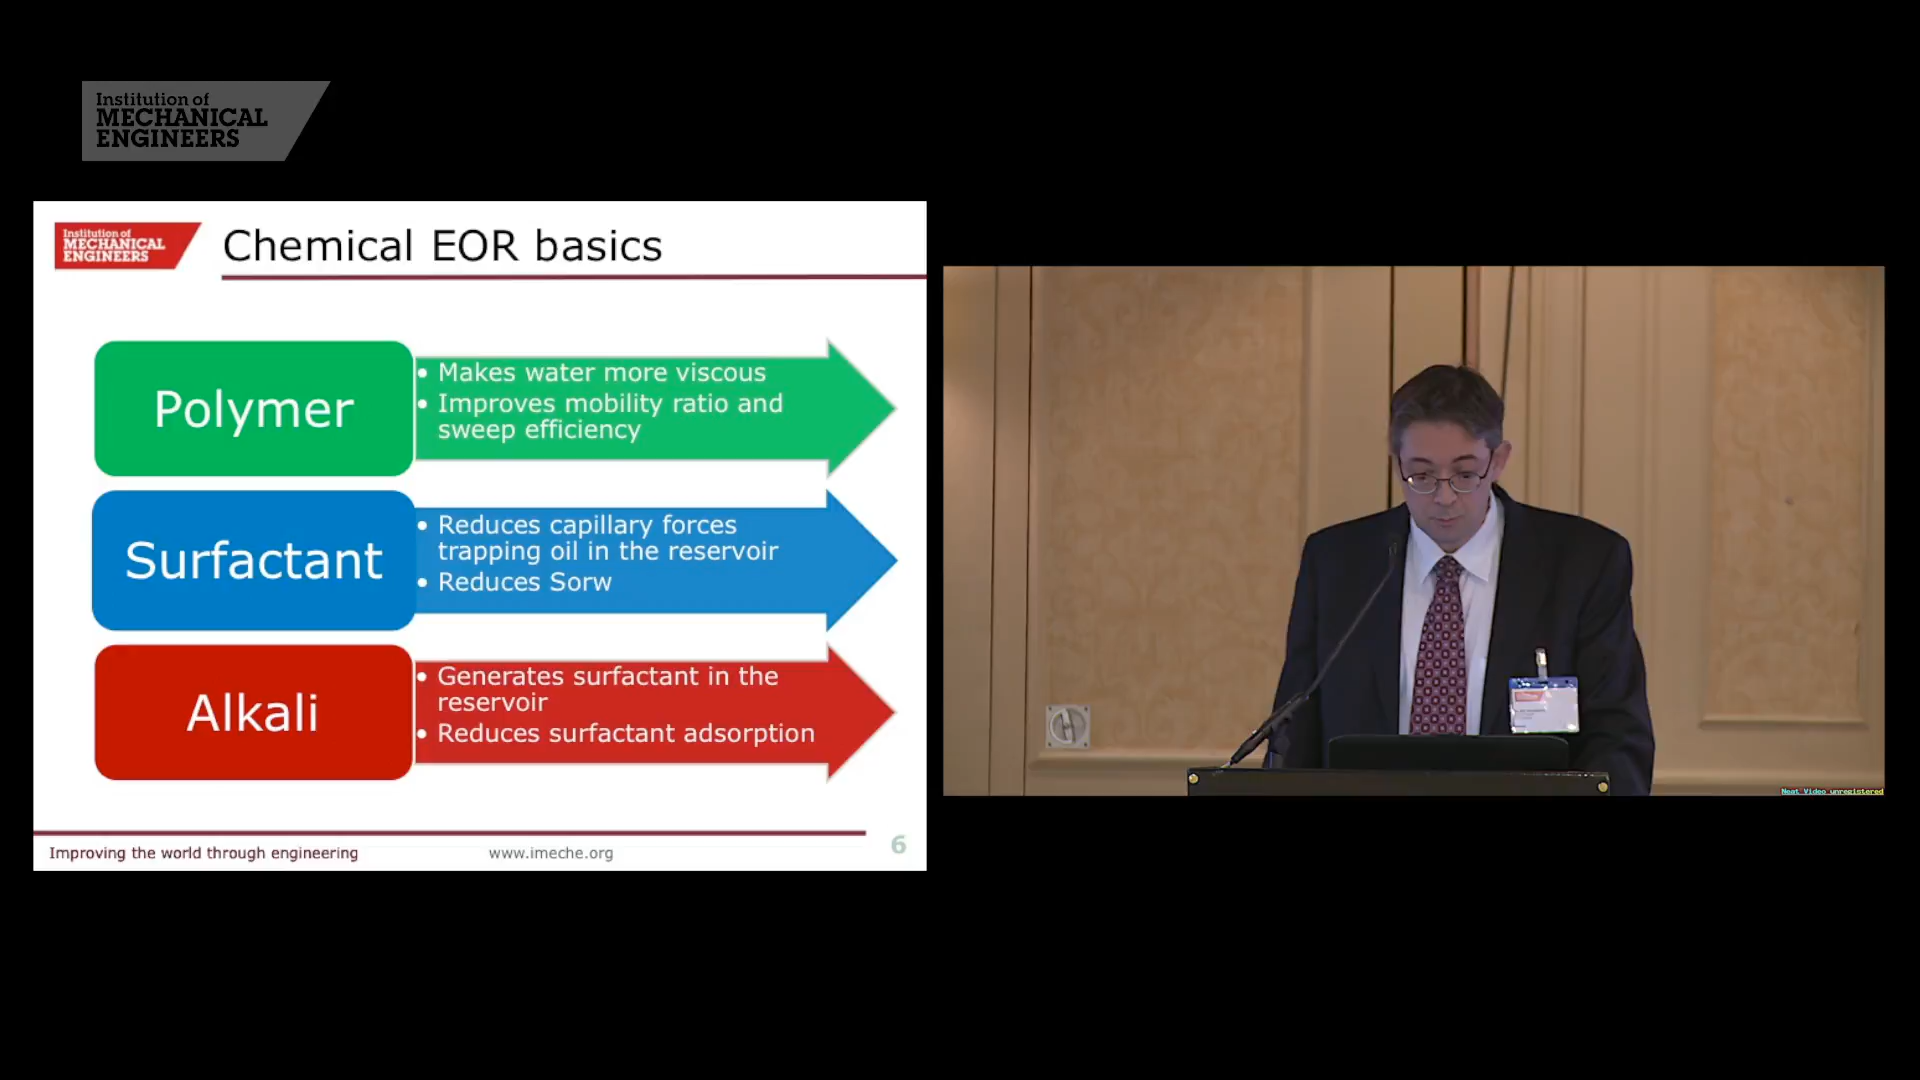 Institution of
MECHANICAL
ENGINEERS
Institution of
MECHANICAL
ENGINEERS
Chemical EOR basics
Polymer
• Makes water more viscous
• Improves mobility ratio and
sweep efficiency
Surfactant
• Reduces capillary forces
trapping oil in the reservoir
• Reduces Sorw
Alkali
• Generates surfactant in the
reservoir
• Reduces surfactant adsorption
Improving the world through engineering
www.imeche.org
6
Neat Video unregistered